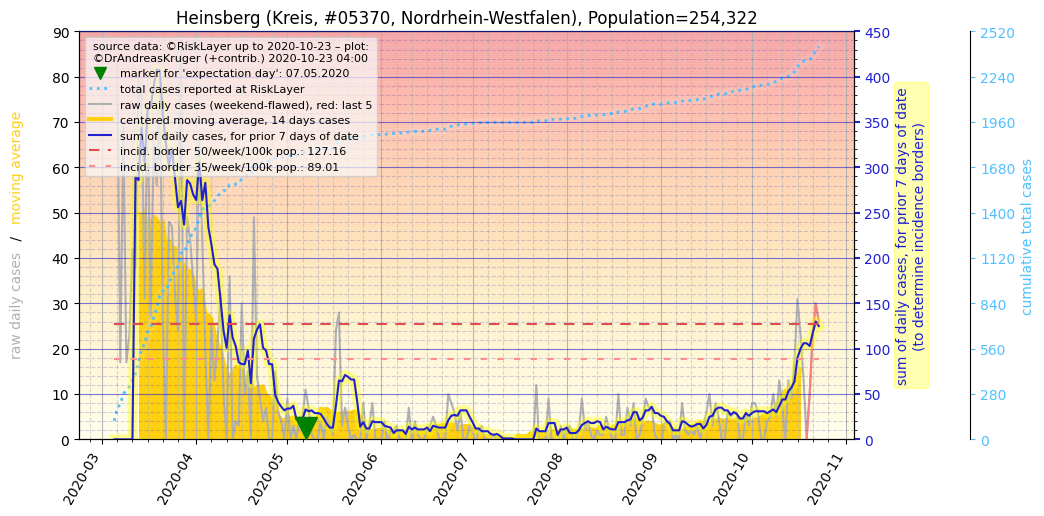 Heinsberg (Kreis, #05370, Nordrhein-Westfalen), Population=254,322
source data: ©RiskLayer up to 2020-10-23 – plot:
©DrAndreasKruger (+contrib.) 2020-10-23 04:00
marker for 'expectation day': 07.05.2020
total cases reported at RiskLayer
raw daily cases (weekend-flawed), red: last 5
centered moving average, 14 days cases
sum of daily cases, for prior 7 days of date
incid. border 50/week/100k pop.: 127.16
incid. border 35/week/100k pop.: 89.01
raw daily cases / moving average
90
80
70
60
50
40
30
20
10
0
450
400
350
300
250
200
150
100
50
0
sum of daily cases, for prior 7 days of date
(to determine incidence borders)
2520
2240
1960
1680
1400
1120
840
560
280
0
cumulative total cases
2020-03
2020-04
2020-05
2020-06
2020-07
2020-08
2020-09
2020-10
2020-11